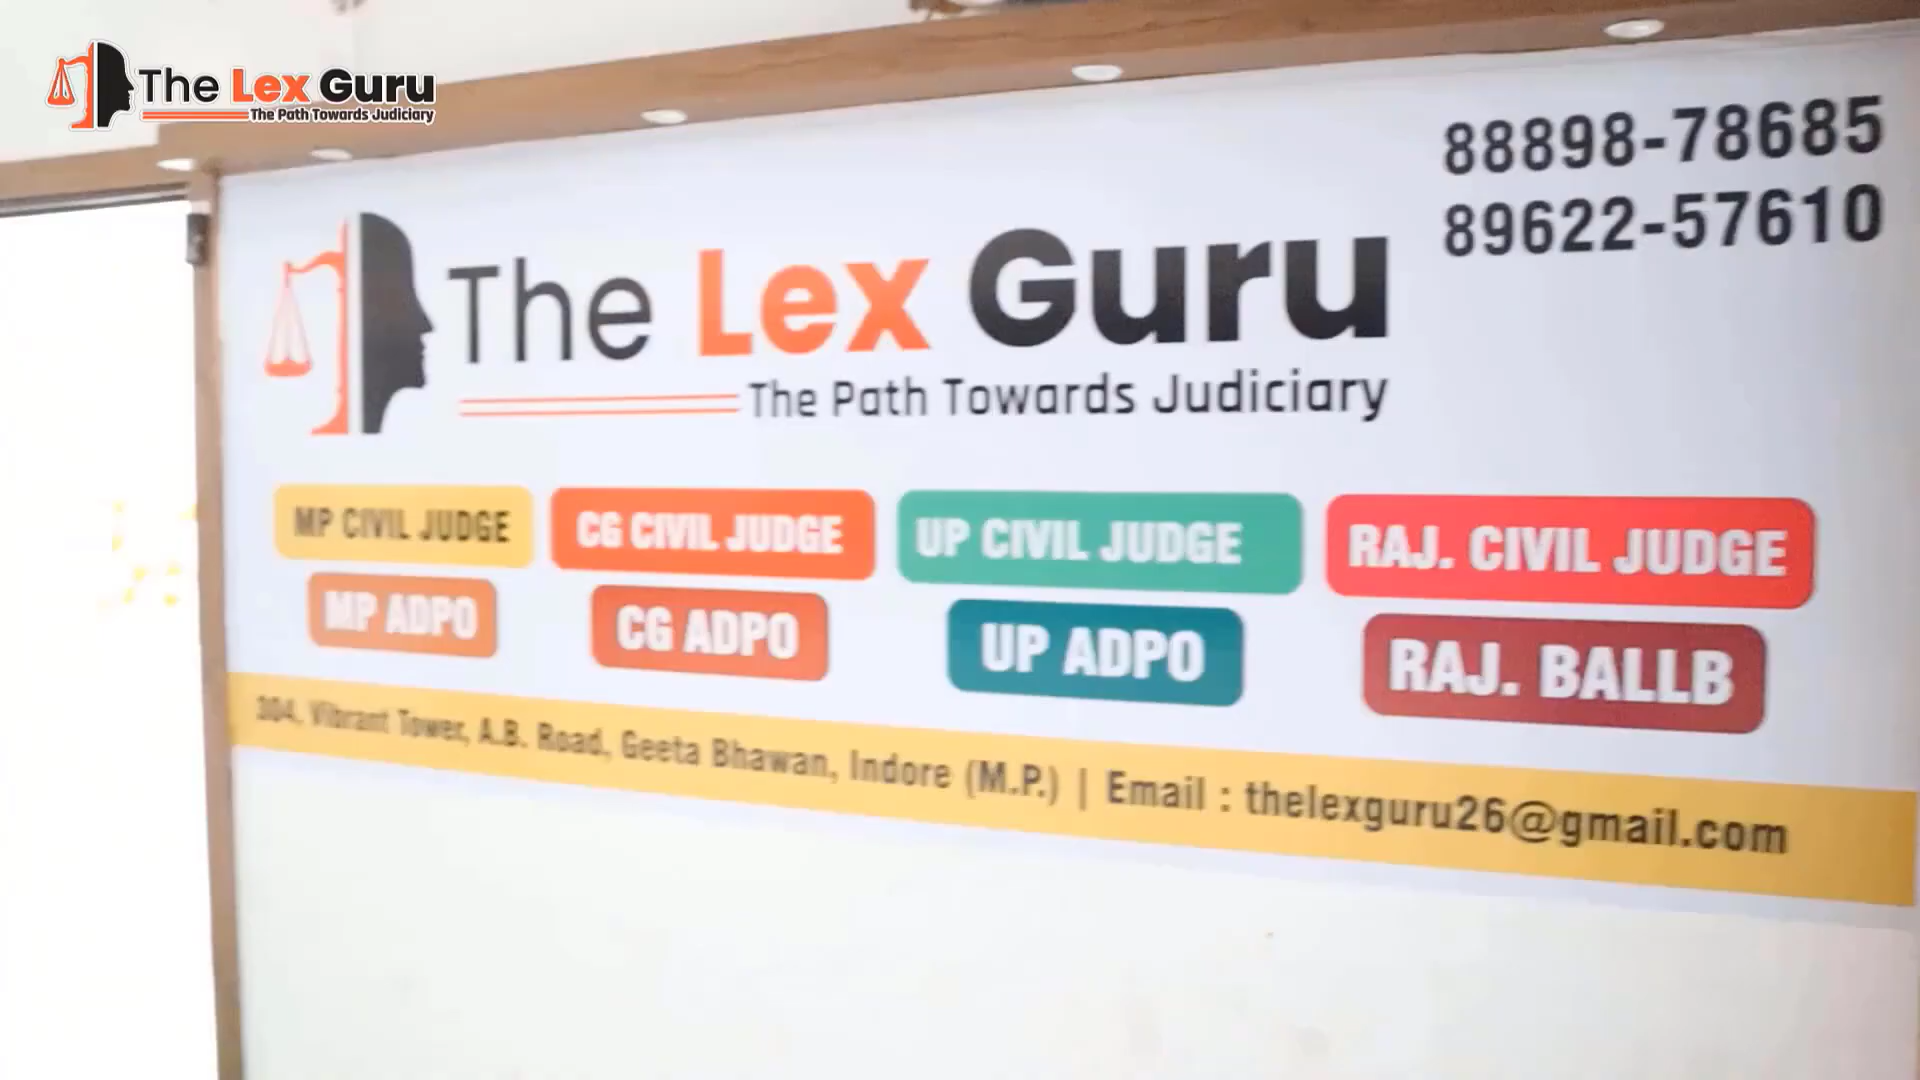 The Lex Guru
The Path Towards Judiciary
88898-78685
89622-57610
The Lex Guru
The Path Towards Judiciary
MP CIVIL JUDGE
CG CIVIL JUDGE
UP CIVIL JUDGE
RAJ. CIVIL JUDGE
MP ADPO
CG ADPO
UP ADPO
RAJ. BALLB
304, Vibrant Tower, A.B. Road, Geeta Bhawan, Indore (M.P.) | Email : thelexguru26@gmail.com